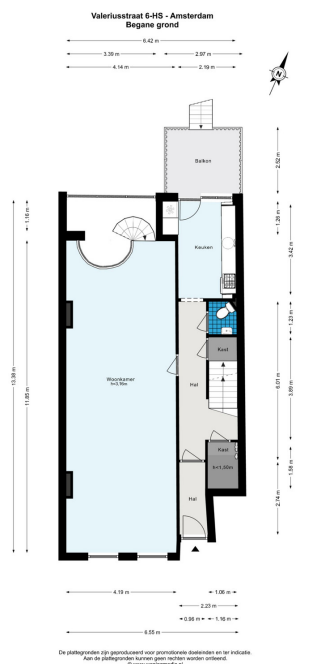 Valeriusstraat 6-HS - Amsterdam
Begane grond
6.42 m
3.39 m
2.97 m
4.14 m
2.19 m
N
Balkon
2.52 m
1.16 m
1.26 m
Keuken
3.42 m
1.23 m
Kast
Woonkamer
h=3,16m
Hal
13.38 m
11.85 m
6.01 m
3.89 m
Kast
h=1,50m
1.58 m
Hal
2.74 m
4.19 m
1.06 m
2.23 m
0.96 m
1.16 m
6.55 m
De plattegronden zijn geproduceerd voor promotionele doeleinden en ter indicatie.
Aan de plattegronden kunnen geen rechten worden ontleend.